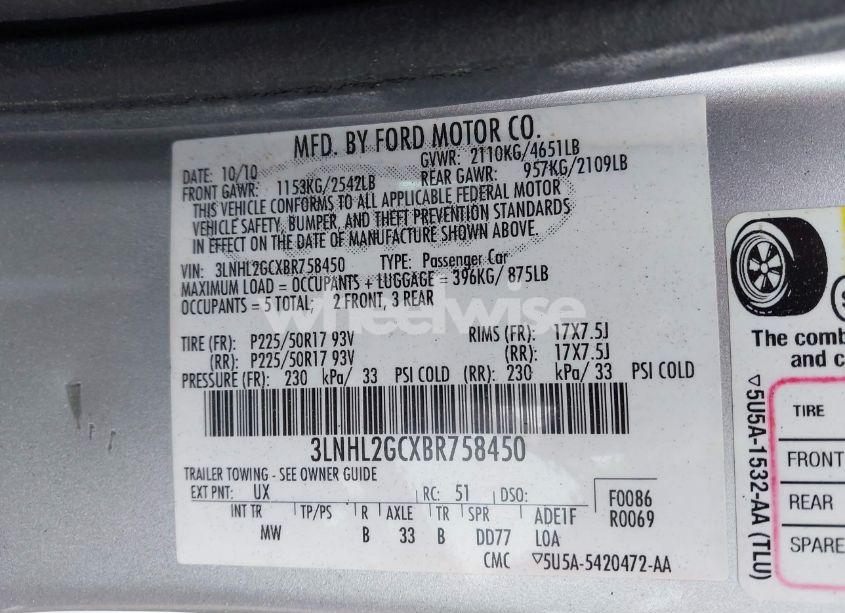 MFD. BY FORD MOTOR CO.
DATE: 10/10
GVWR: 2110KG/4651LB
FRONT GAWR: 1153KG/2542LB
REAR GAWR: 957KG/2109LB
THIS VEHICLE CONFORMS TO ALL APPLICABLE FEDERAL MOTOR
VEHICLE SAFETY, BUMPER, AND THEFT PREVENTION STANDARDS
IN EFFECT ON THE DATE OF MANUFACTURE SHOWN ABOVE.
VIN: 3LNHL2GCXBR758450 TYPE: Passenger Car
MAXIMUM LOAD = OCCUPANTS + LUGGAGE = 396KG/ 875LB
OCCUPANTS = 5 TOTAL: 2 FRONT, 3 REAR
wheelwise
TIRE (FR): P225/50R17 93V RIMS (FR): 17X7.5J
(RR): P225/50R17 93V (RR): 17X7.5J
PRESSURE (FR): 230 kPa/ 33 PSI COLD (RR): 230 kPa/ 33 PSI COLD
3LNHL2GCXBR758450
TRAILER TOWING - SEE OWNER GUIDE
EXT PNT: UX RC: 51 DSO: F0086
R0069
INT TR TP/PS R AXLE TR SPR ADE1F
MW B 33 B DD77 LOA
CMC ▽5U5A-5420472-AA
The comb
and c
TIRE
FRONT
REAR
SPARE
▽5U5A-1532-AA (TLU)